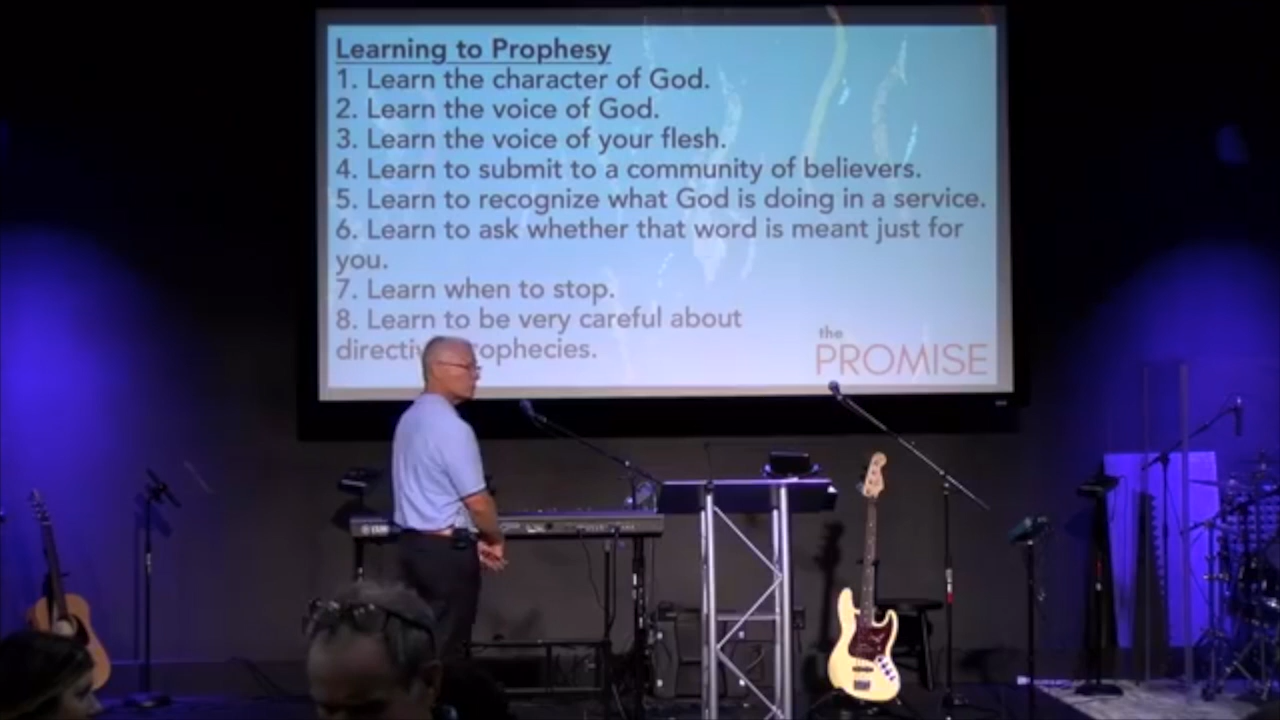 Learning to Prophesy
1. Learn the character of God.
2. Learn the voice of God.
3. Learn the voice of your flesh.
4. Learn to submit to a community of believers.
5. Learn to recognize what God is doing in a service.
6. Learn to ask whether that word is meant just for
you.
7. Learn when to stop.
8. Learn to be very careful about
the
PROMISE